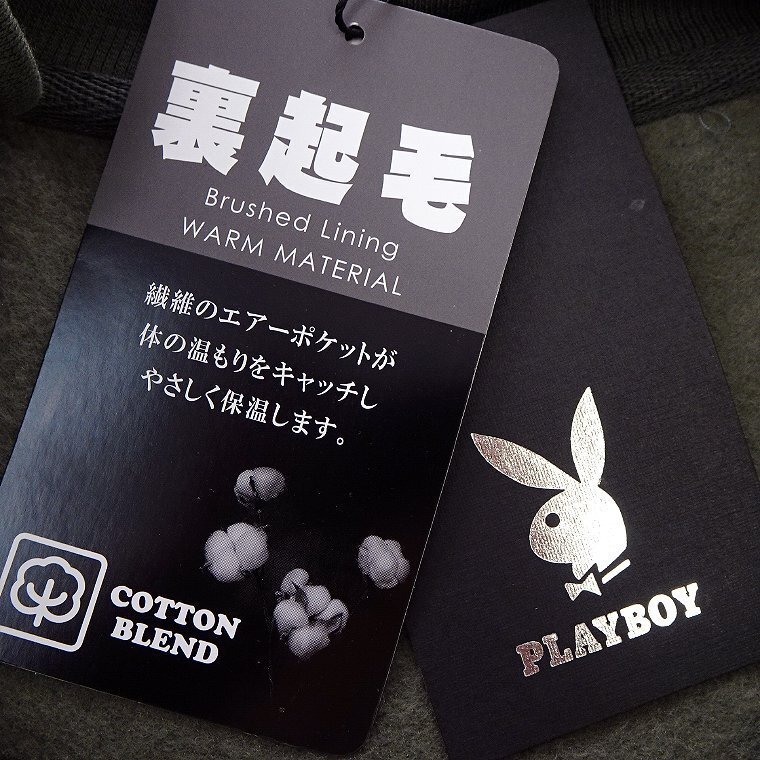 裏起毛
Brushed Lining
WARM MATERIAL
繊維のエアーポケットが
体の温もりをキャッチし
やさしく保温します。
COTTON
BLEND
PLAYBOY